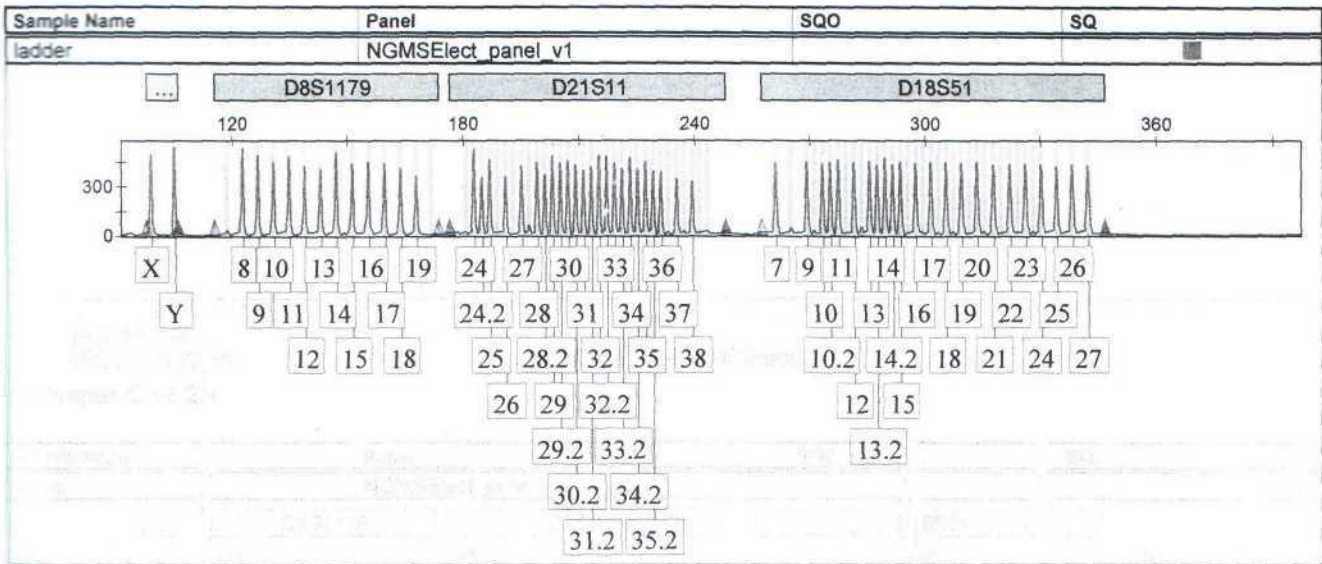 Sample Name Panel SQO SQ
ladder NGMSElect_panel_v1
... D8S1179 D21S11 D18S51
120 180 240 300 360
300
0
X 8 10 13 16 19 24 27 30 33 36 7 9 11 14 17 20 23 26
Y 9 11 14 17 24.2 28 31 34 37 10 13 16 19 22 25
12 15 18 25 28.2 32 35 38 10.2 14.2 18 21 24 27
26 29 32.2 12 15
29.2 33.2 13.2
30.2 34.2
31.2 35.2